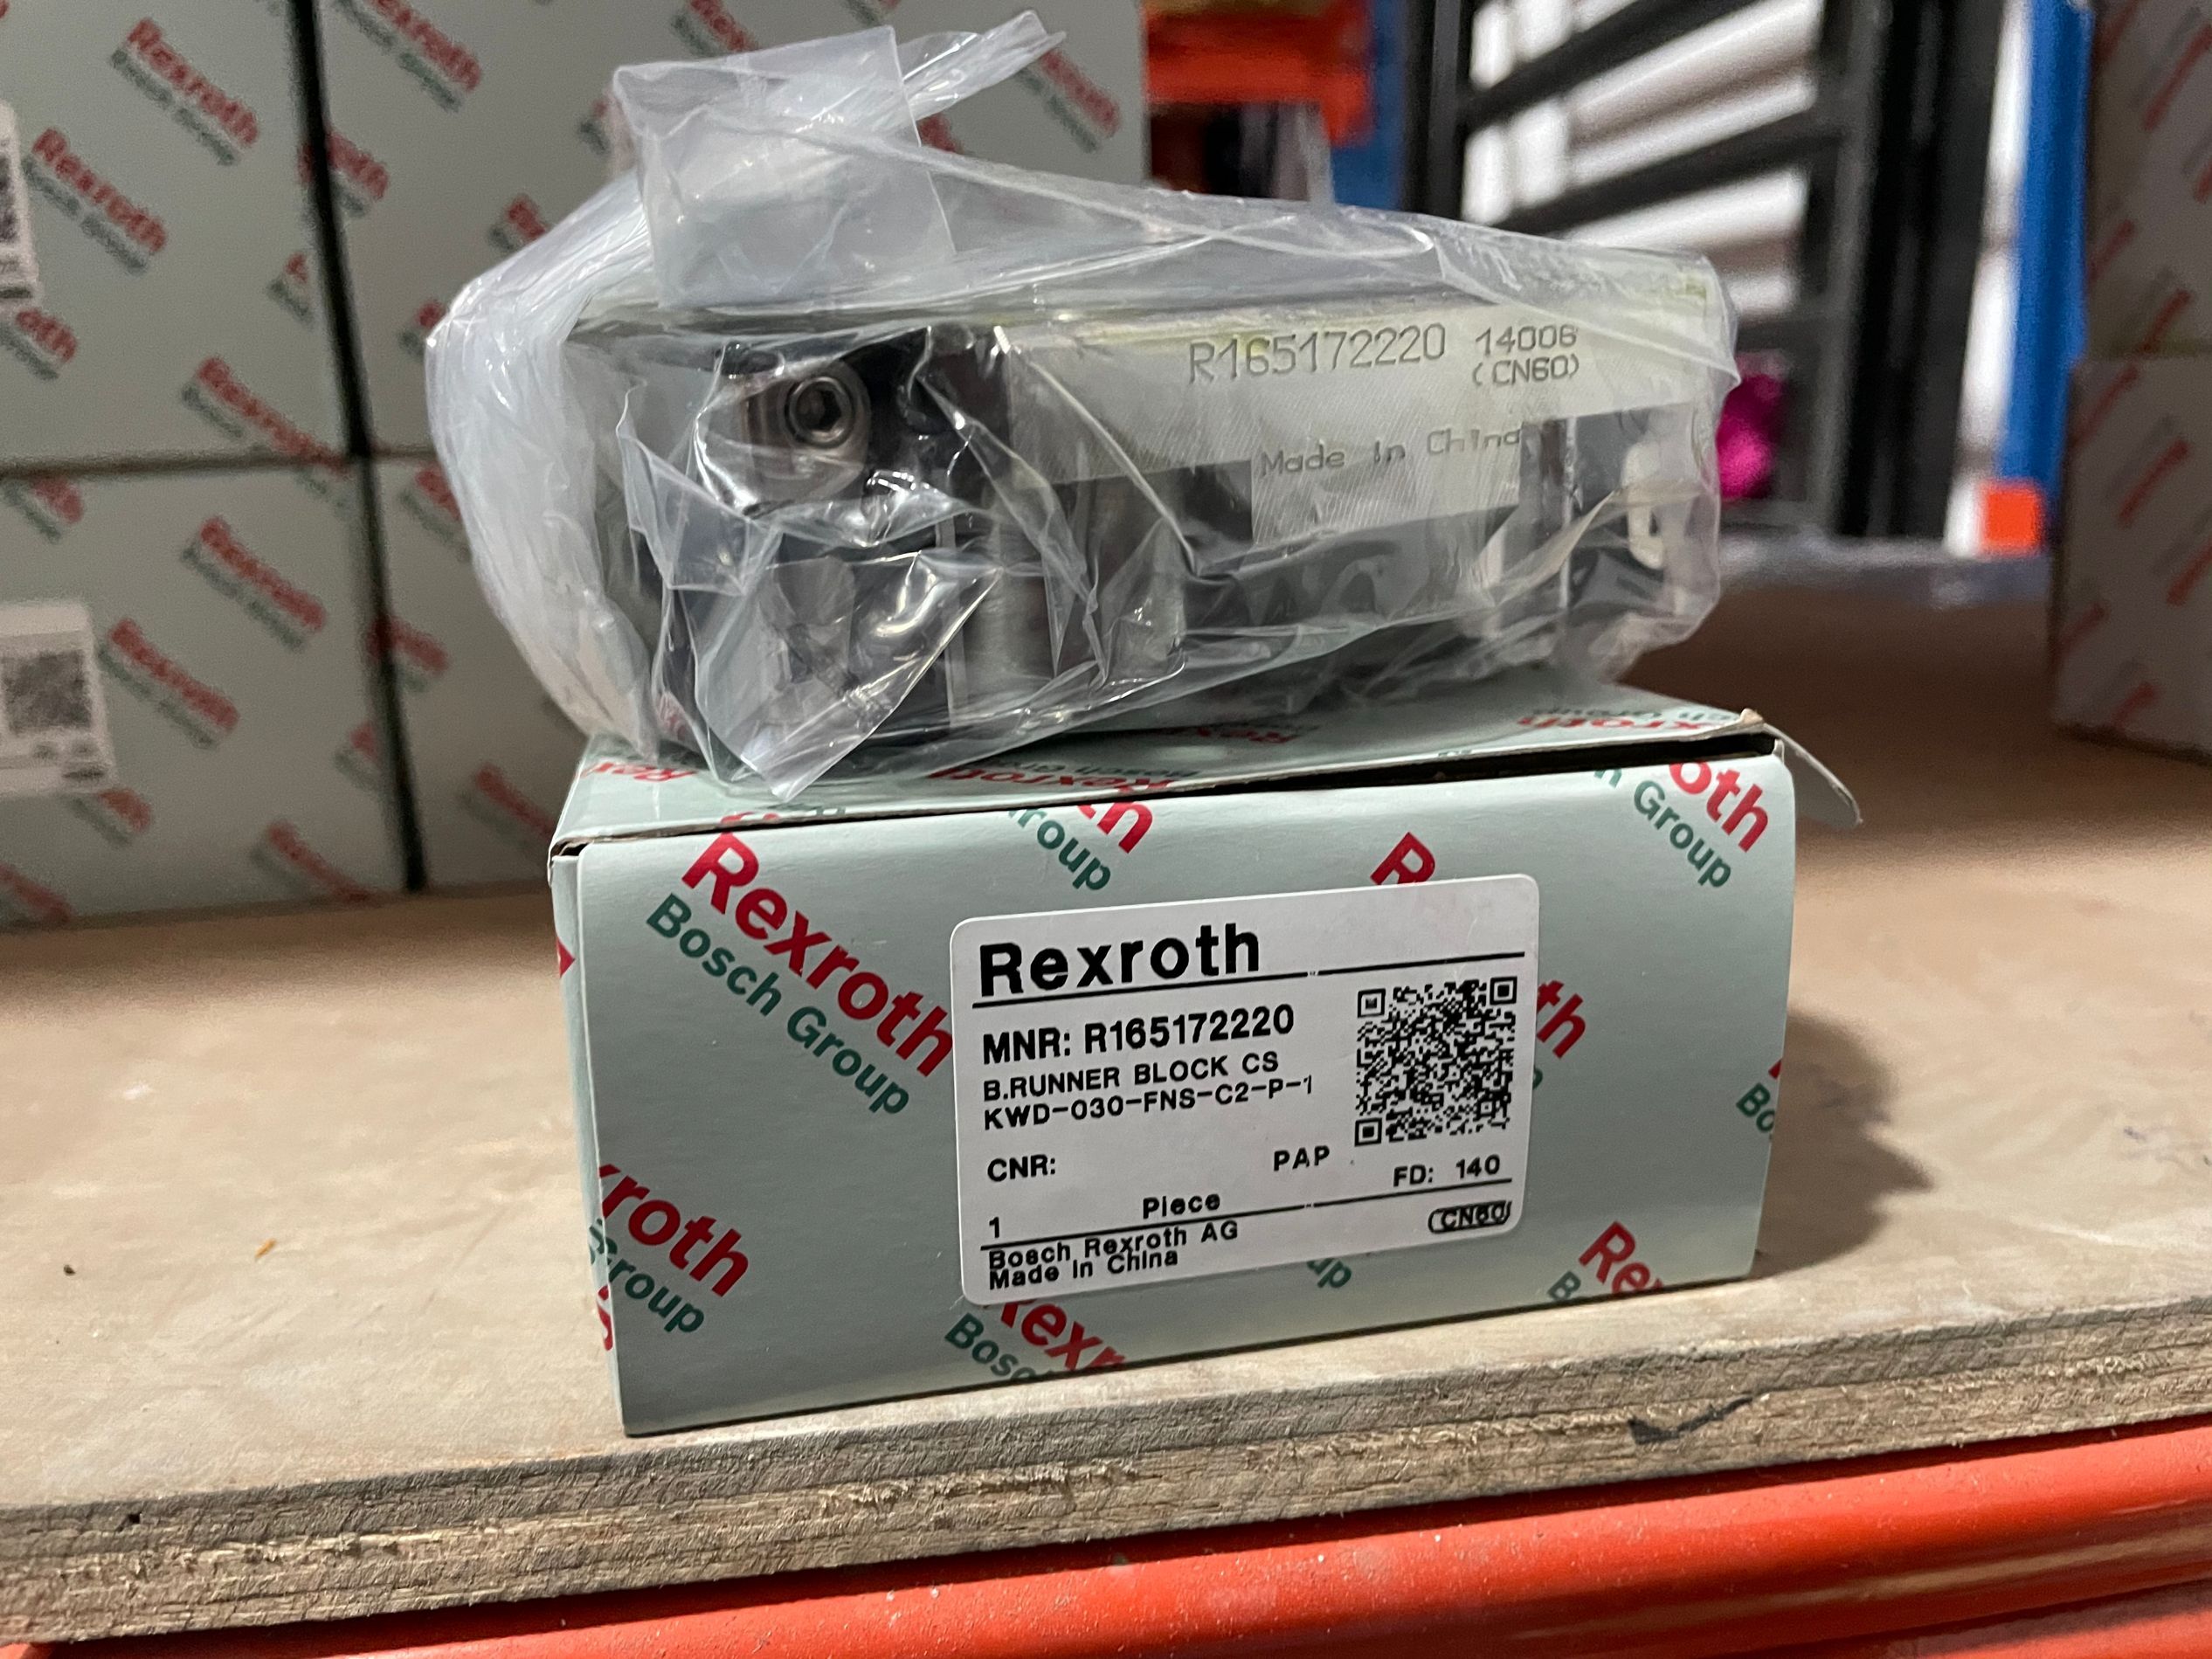 R165172220 14006
(CN60)
Made in China
Rexroth
Bosch Group
Rexroth
MNR: R165172220
B.RUNNER BLOCK CS
KWD-030-FNS-C2-P-1
CNR:
PAP
FD: 140
1 Piece
CN60
Bosch Rexroth AG
Made in China